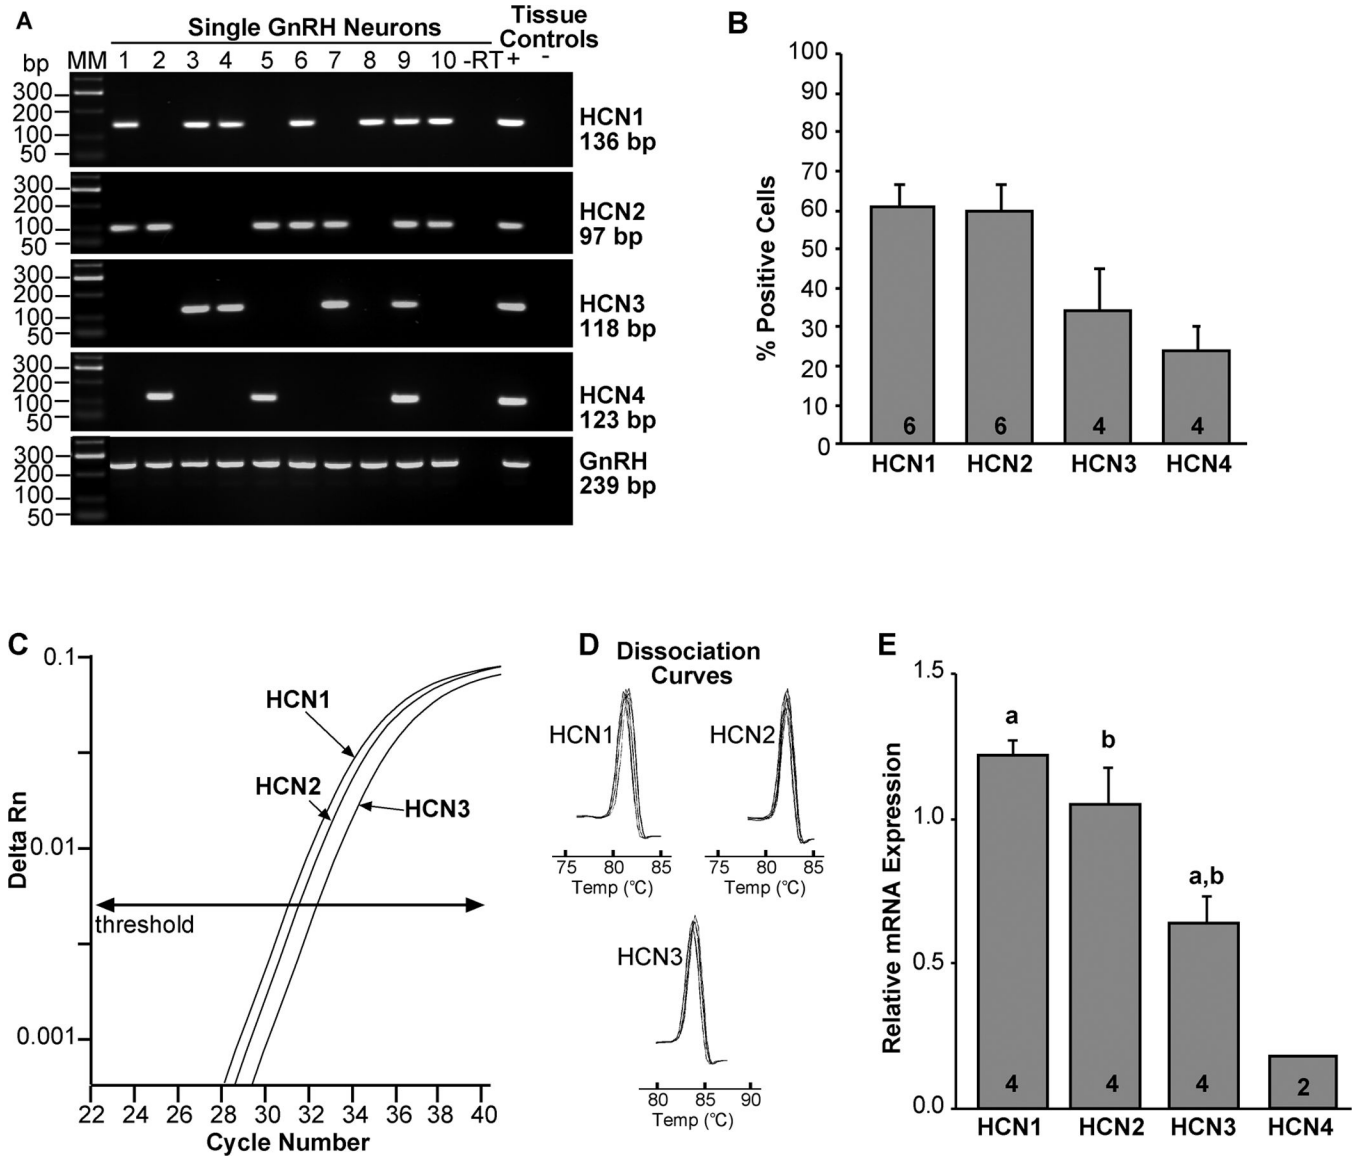 A
Single GnRH Neurons
Tissue
Controls
bp MM 1 2 3 4 5 6 7 8 9 10 -RT + -
300
200
100
50
HCN1
136 bp
300
200
100
50
HCN2
97 bp
300
200
100
50
HCN3
118 bp
300
200
100
50
HCN4
123 bp
300
200
100
50
GnRH
239 bp
B
% Positive Cells
100
90
80
70
60
50
40
30
20
10
0
6 6 4 4
HCN1 HCN2 HCN3 HCN4
C
Delta Rn
0.1
0.01
0.001
HCN1
HCN2
HCN3
threshold
22 24 26 28 30 32 34 36 38 40
Cycle Number
D
Dissociation
Curves
HCN1
75 80 85
Temp (°C)
HCN2
75 80 85
Temp (°C)
HCN3
80 85 90
Temp (°C)
E
Relative mRNA Expression
1.5
1.0
0.5
0.0
a
b
a,b
4 4 4 2
HCN1 HCN2 HCN3 HCN4